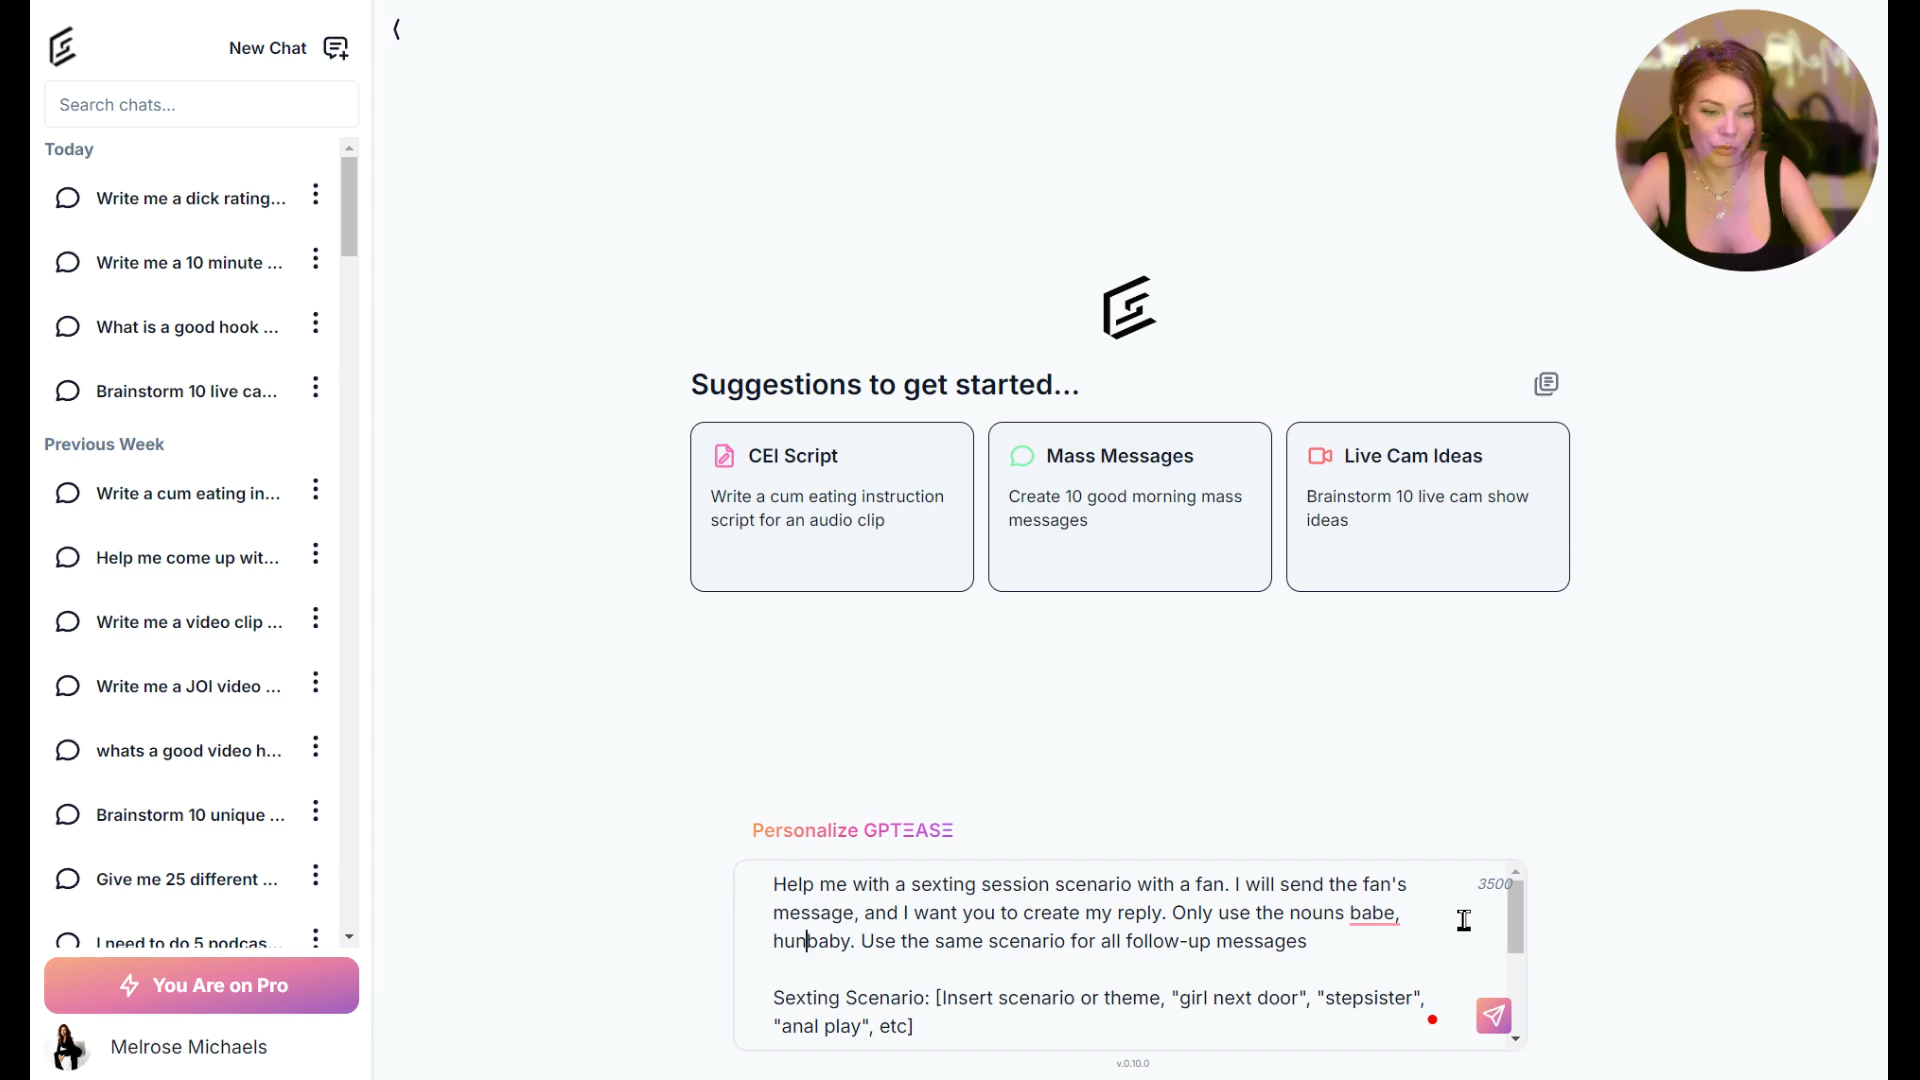 New Chat
Search chats...
Today
Write me a dick rating...
Write me a 10 minute ...
What is a good hook ...
Brainstorm 10 live ca...
Previous Week
Write a cum eating in...
Help me come up wit...
Write me a video clip ...
Write me a JOI video ...
whats a good video h...
Brainstorm 10 unique ...
Give me 25 different ...
I need to do 5 podcas...
You Are on Pro
Melrose Michaels
Suggestions to get started...
CEI Script
Write a cum eating instruction
script for an audio clip
Mass Messages
Create 10 good morning mass
messages
Live Cam Ideas
Brainstorm 10 live cam show
ideas
Personalize GPTΞASΞ
Help me with a sexting session scenario with a fan. I will send the fan's
message, and I want you to create my reply. Only use the nouns babe,
hunbaby. Use the same scenario for all follow-up messages
3500
Sexting Scenario: [Insert scenario or theme, "girl next door", "stepsister",
"anal play", etc]
v.0.10.0